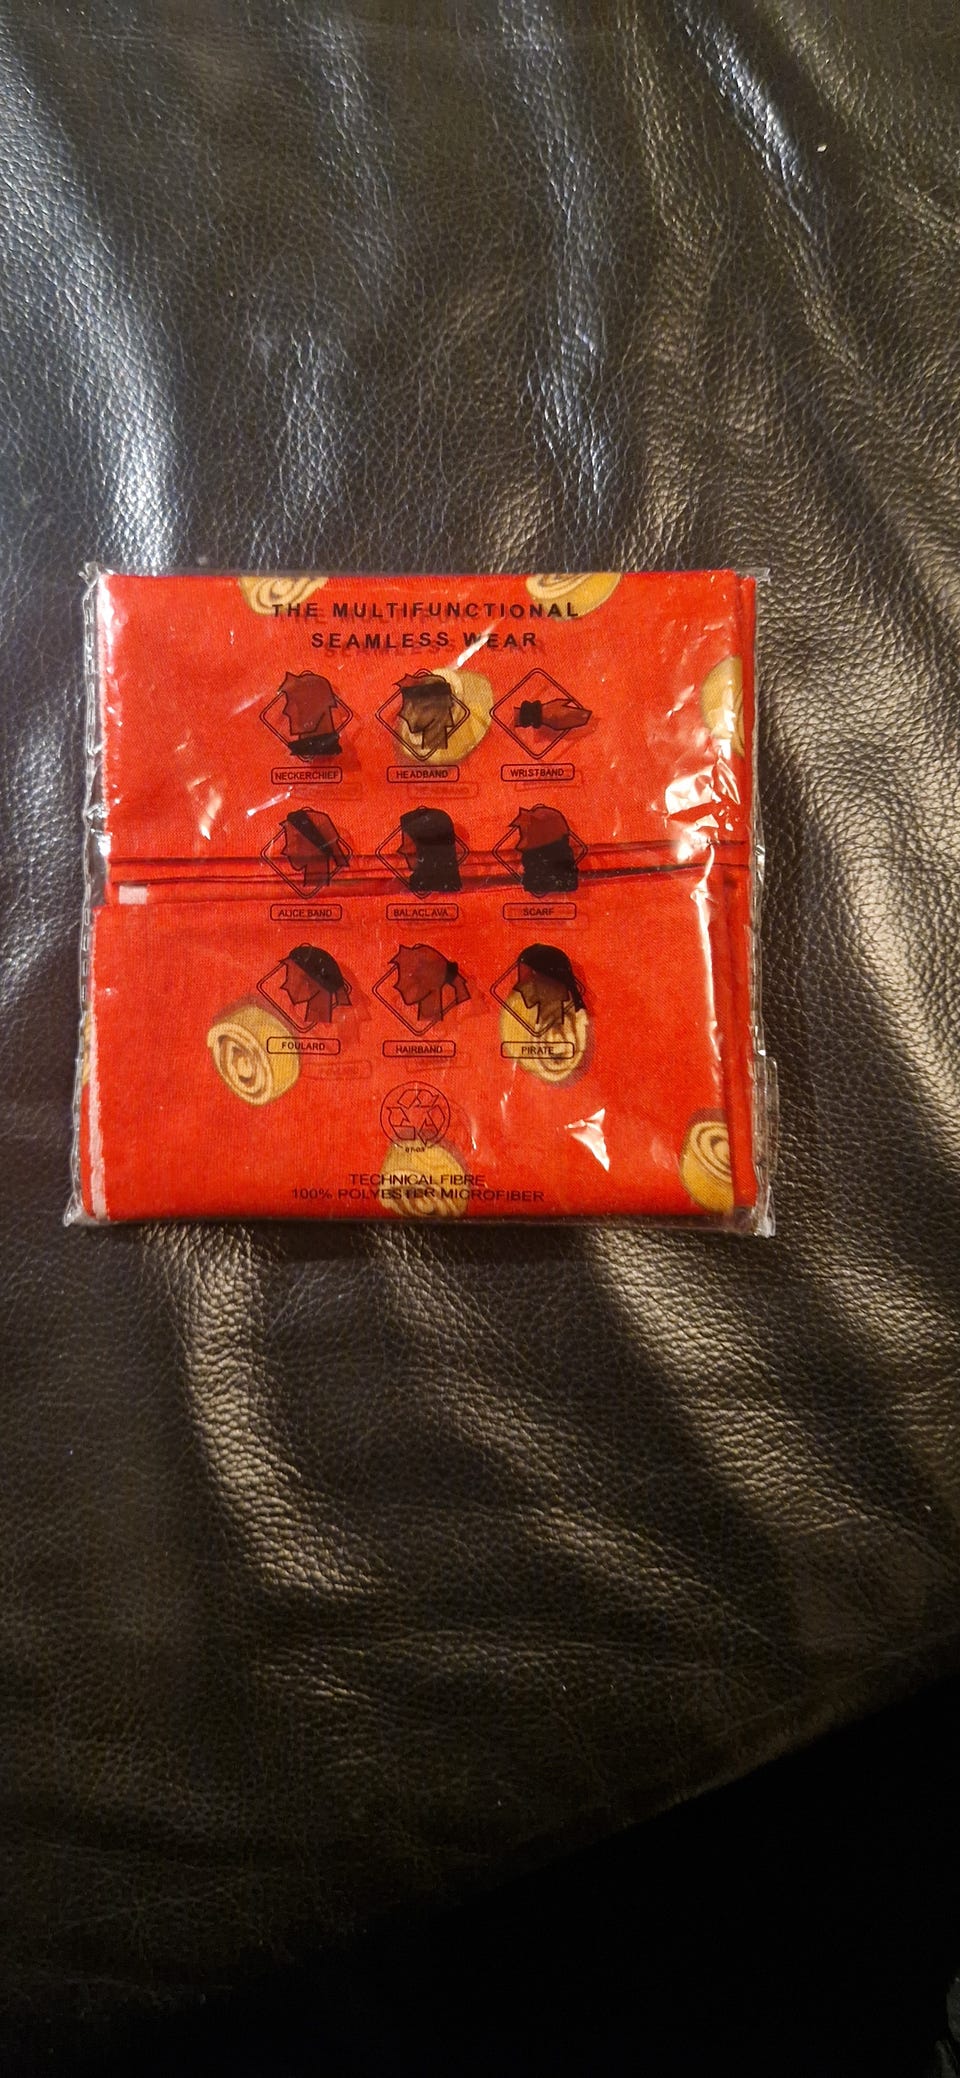 THE MULTIFUNCTIONAL
SEAMLESS WEAR
NECKERCHIEF HEADBAND WRISTBAND
ALICE BAND BALACLAVA SCARF
FOULARD HAIRBAND PIRATE
TECHNICAL FIBRE
100% POLYESTER MICROFIBER